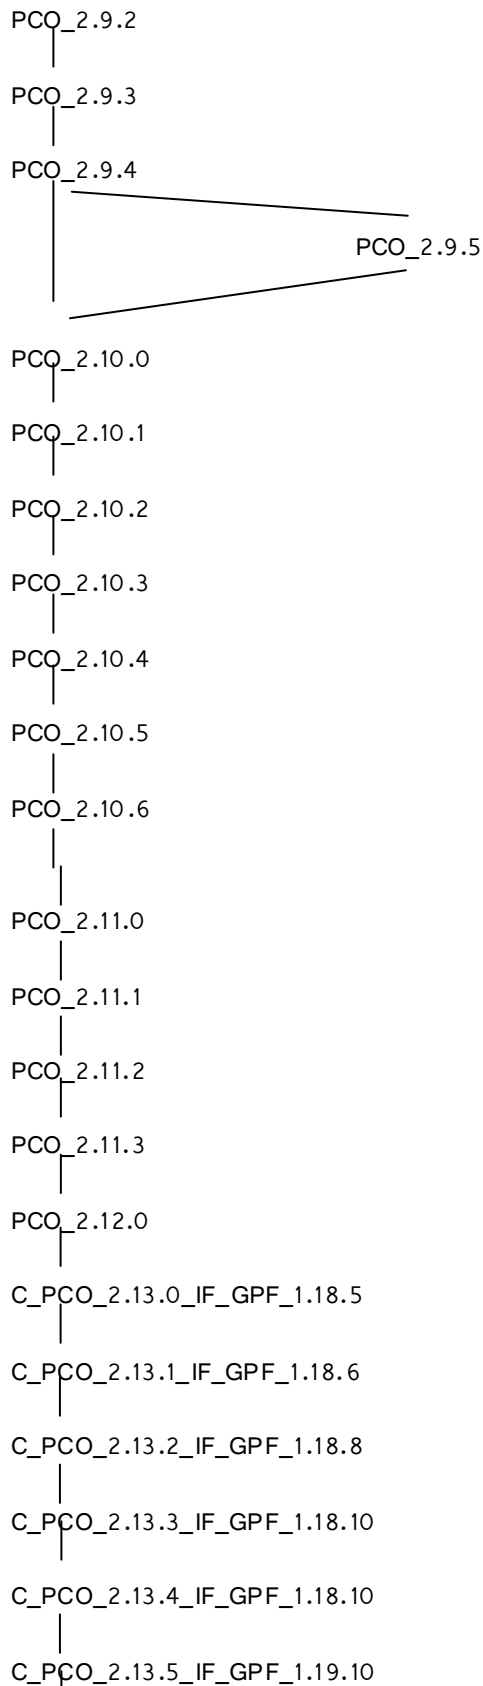 PCO_2.9.2
PCO_2.9.3
PCO_2.9.4
PCO_2.9.5
PCO_2.10.0
PCO_2.10.1
PCO_2.10.2
PCO_2.10.3
PCO_2.10.4
PCO_2.10.5
PCO_2.10.6
PCO_2.11.0
PCO_2.11.1
PCO_2.11.2
PCO_2.11.3
PCO_2.12.0
C_PCO_2.13.0_IF_GPF_1.18.5
C_PCO_2.13.1_IF_GPF_1.18.6
C_PCO_2.13.2_IF_GPF_1.18.8
C_PCO_2.13.3_IF_GPF_1.18.10
C_PCO_2.13.4_IF_GPF_1.18.10
C_PCO_2.13.5_IF_GPF_1.19.10